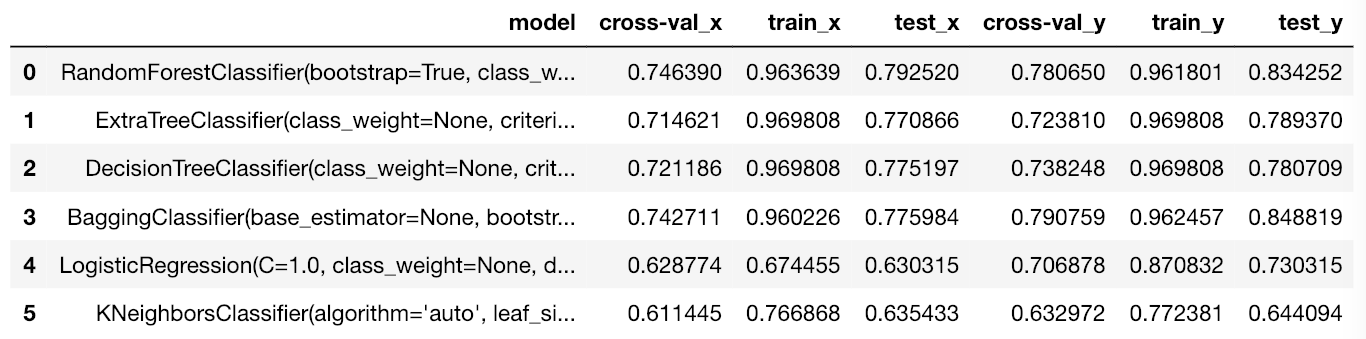 model cross-val_x train_x test_x cross-val_y train_y test_y
0 RandomForestClassifier(bootstrap=True, class_w... 0.746390 0.963639 0.792520 0.780650 0.961801 0.834252
1 ExtraTreeClassifier(class_weight=None, criteri... 0.714621 0.969808 0.770866 0.723810 0.969808 0.789370
2 DecisionTreeClassifier(class_weight=None, crit... 0.721186 0.969808 0.775197 0.738248 0.969808 0.780709
3 BaggingClassifier(base_estimator=None, bootstr... 0.742711 0.960226 0.775984 0.790759 0.962457 0.848819
4 LogisticRegression(C=1.0, class_weight=None, d... 0.628774 0.674455 0.630315 0.706878 0.870832 0.730315
5 KNeighborsClassifier(algorithm='auto', leaf_si... 0.611445 0.766868 0.635433 0.632972 0.772381 0.644094